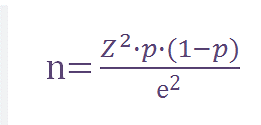 n= Z²·p·(1−p) / e²